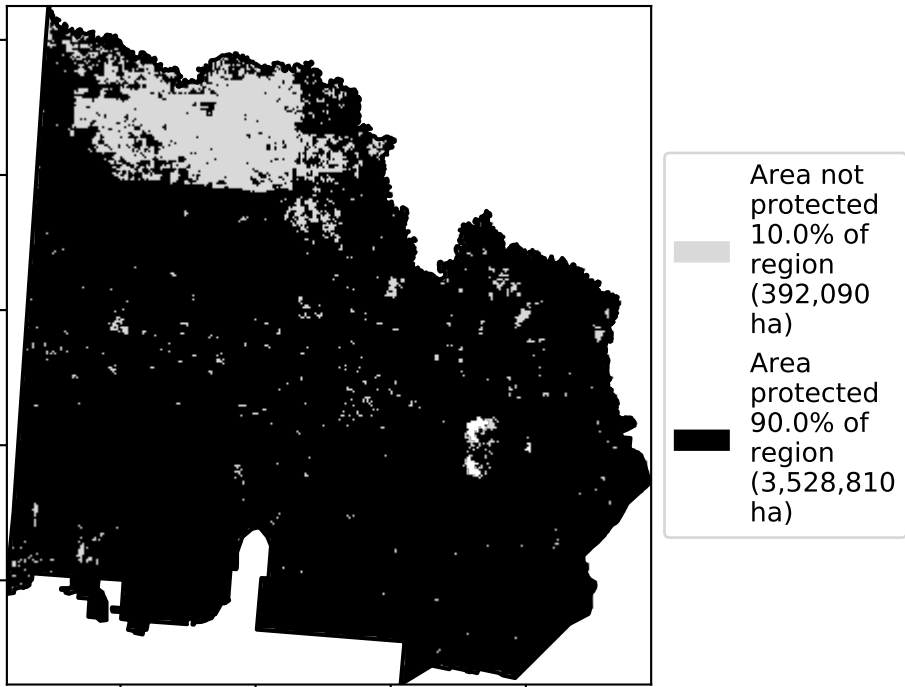 Area not
protected
10.0% of
region
(392,090
ha)
Area
protected
90.0% of
region
(3,528,810
ha)